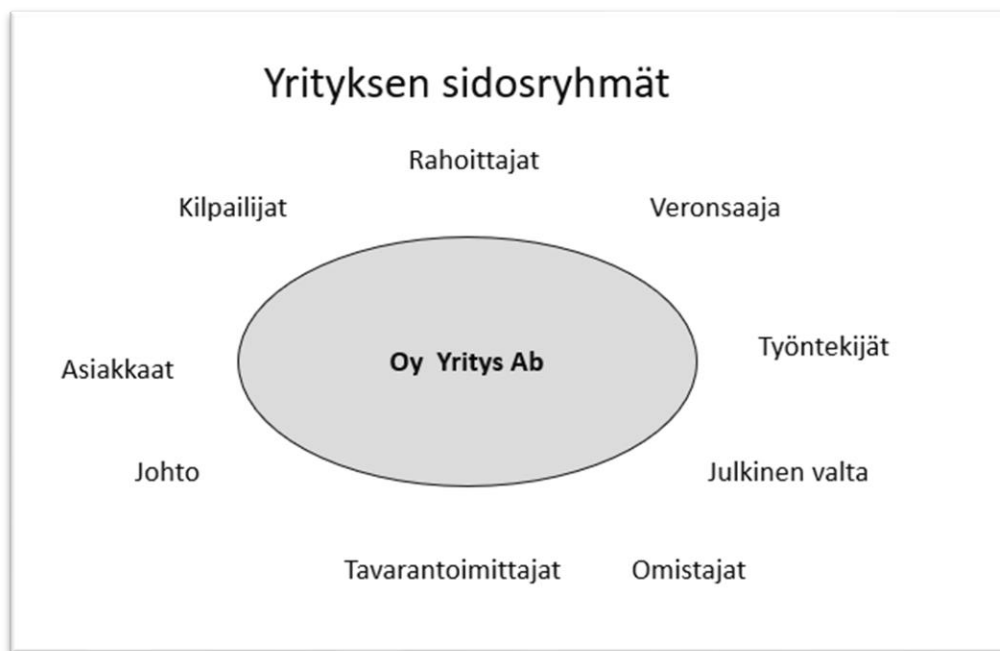 Yrityksen sidosryhmät
Rahoittajat
Kilpailijat
Veronsaaja
Työntekijät
Asiakkaat
Oy Yritys Ab
Johto
Julkinen valta
Tavarantoimittajat
Omistajat